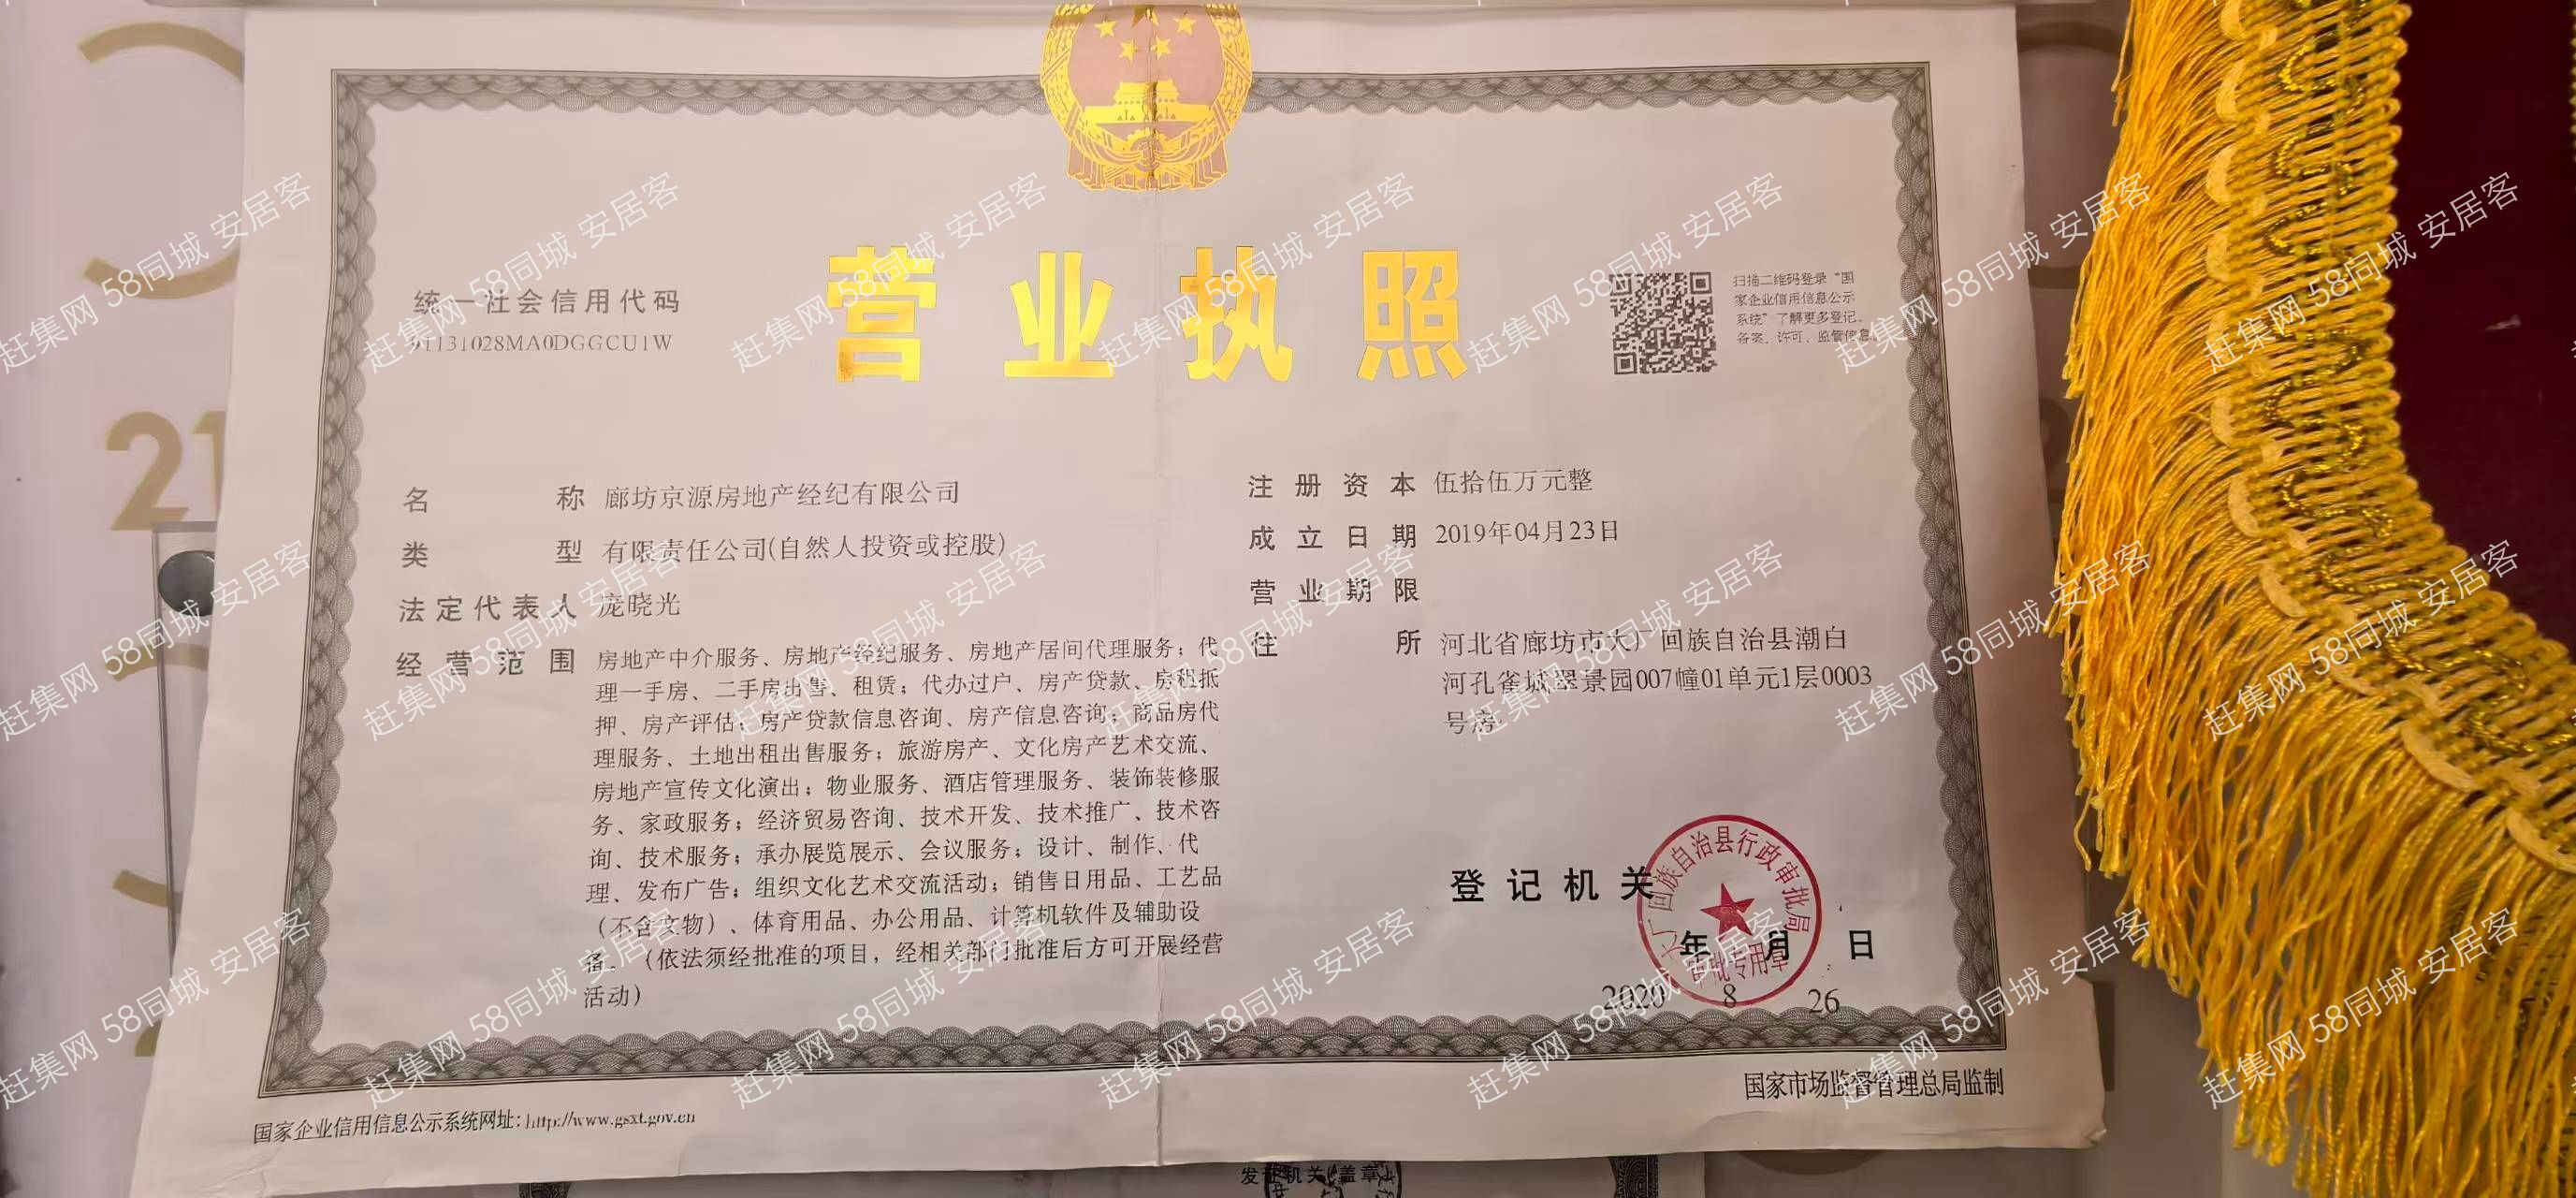 营业执照
统一社会信用代码
91131028MA0DGGCU1W
扫描二维码登录“国
家企业信用信息公示
系统”了解更多登记、
备案、许可、监管信息。
名称 廊坊京源房地产经纪有限公司
类型 有限责任公司(自然人投资或控股)
法定代表人 庞晓光
经营范围 房地产中介服务、房地产经纪服务、房地产居间代理服务；代
理一手房、二手房出售、租赁；代办过户、房产贷款、房租抵
押、房产评估；房产贷款信息咨询、房产信息咨询；商品房代
理服务、土地出租出售服务；旅游房产、文化房产艺术交流、
房地产宣传文化演出；物业服务、酒店管理服务、装饰装修服
务、家政服务；经济贸易咨询、技术开发、技术推广、技术咨
询、技术服务；承办展览展示、会议服务；设计、制作、代
理、发布广告；组织文化艺术交流活动；销售日用品、工艺品
（不含文物）、体育用品、办公用品、计算机软件及辅助设
备。（依法须经批准的项目，经相关部门批准后方可开展经营
活动）
注册资本 伍拾伍万元整
成立日期 2019年04月23日
营业期限
住所 河北省廊坊市大厂回族自治县潮白
河孔雀城翠景园007幢01单元1层0003
号房
登记机关
大厂回族自治县行政审批局
审批专用章
年月日
2020 8 26
国家企业信用信息公示系统网址：http://www.gsxt.gov.cn
国家市场监督管理总局监制
发证机关(盖章)
21
赶集网 58同城 安居客